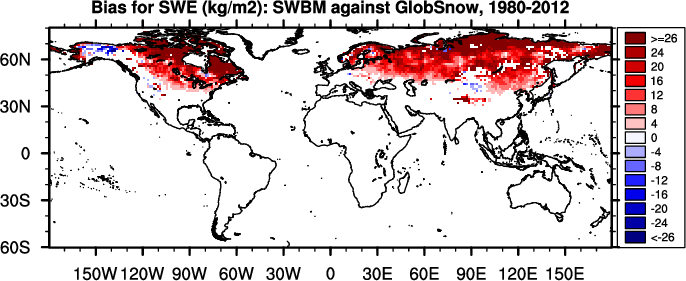 Bias for SWE (kg/m2): SWBM against GlobSnow, 1980-2012
60N
30N
0
30S
60S
150W 120W 90W 60W 30W 0 30E 60E 90E 120E 150E
>=26
24
20
16
12
8
4
0
-4
-8
-12
-16
-20
-24
<-26